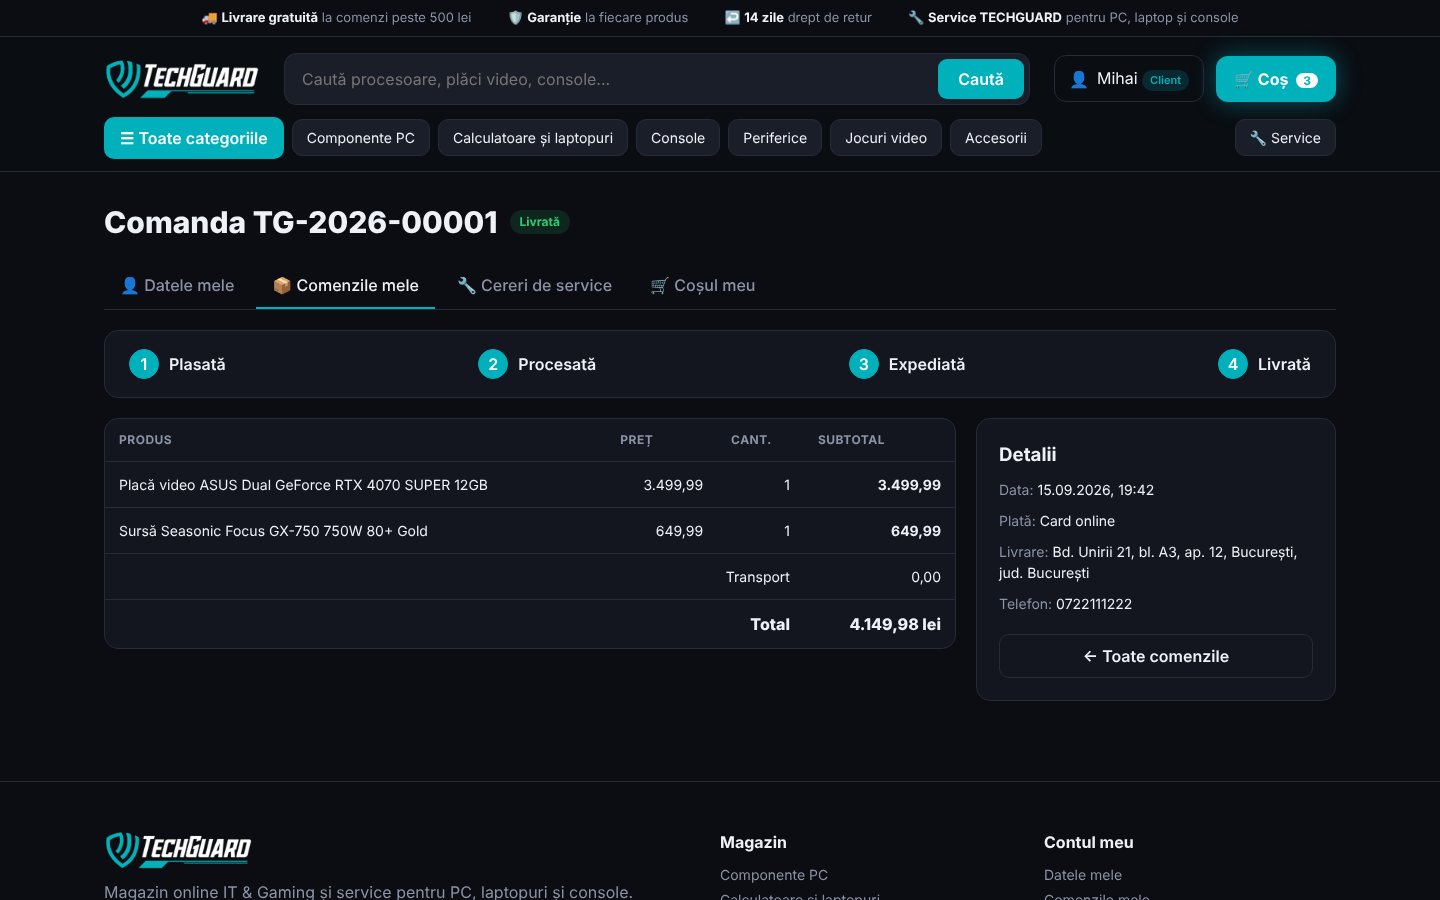 🚚 Livrare gratuită la comenzi peste 500 lei
🛡️ Garanție la fiecare produs
↩️ 14 zile drept de retur
🔧 Service TECHGUARD pentru PC, laptop și console
TECHGUARD
Caută procesoare, plăci video, console...
Caută
👤 Mihai Client
🛒 Coș 3
☰ Toate categoriile
Componente PC
Calculatoare și laptopuri
Console
Periferice
Jocuri video
Accesorii
🔧 Service
Comanda TG-2026-00001 Livrată
👤 Datele mele
📦 Comenzile mele
🔧 Cereri de service
🛒 Coșul meu
1 Plasată
2 Procesată
3 Expediată
4 Livrată
PRODUS PREȚ CANT. SUBTOTAL
Placă video ASUS Dual GeForce RTX 4070 SUPER 12GB 3.499,99 1 3.499,99
Sursă Seasonic Focus GX-750 750W 80+ Gold 649,99 1 649,99
Transport 0,00
Total 4.149,98 lei
Detalii
Data: 15.09.2026, 19:42
Plată: Card online
Livrare: Bd. Unirii 21, bl. A3, ap. 12, București,
jud. București
Telefon: 0722111222
← Toate comenzile
TECHGUARD
Magazin online IT & Gaming și service pentru PC, laptopuri și console.
Magazin
Componente PC
Calculatoare și laptopuri
Contul meu
Datele mele
Comenzile mele